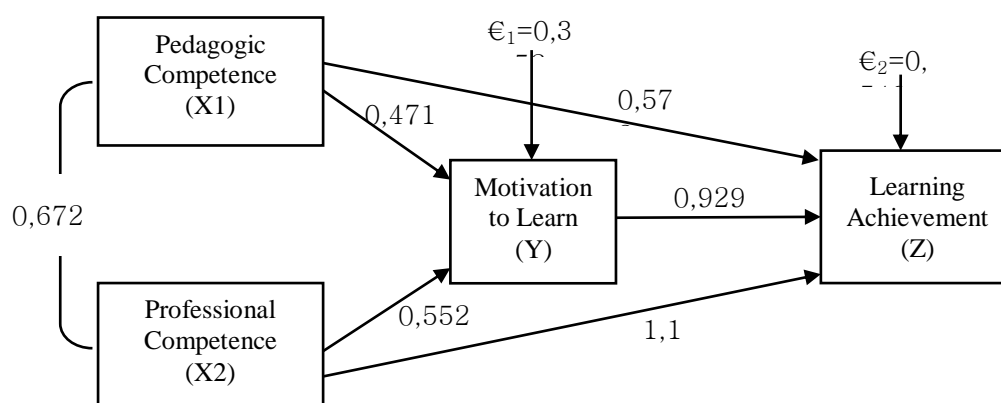 Pedagogic
Competence
(X1)
€₁=0,3
€₂=0,
0,57
0,471
Motivation
to Learn
(Y)
0,929
Learning
Achievement
(Z)
0,672
Professional
Competence
(X2)
0,552
1,1